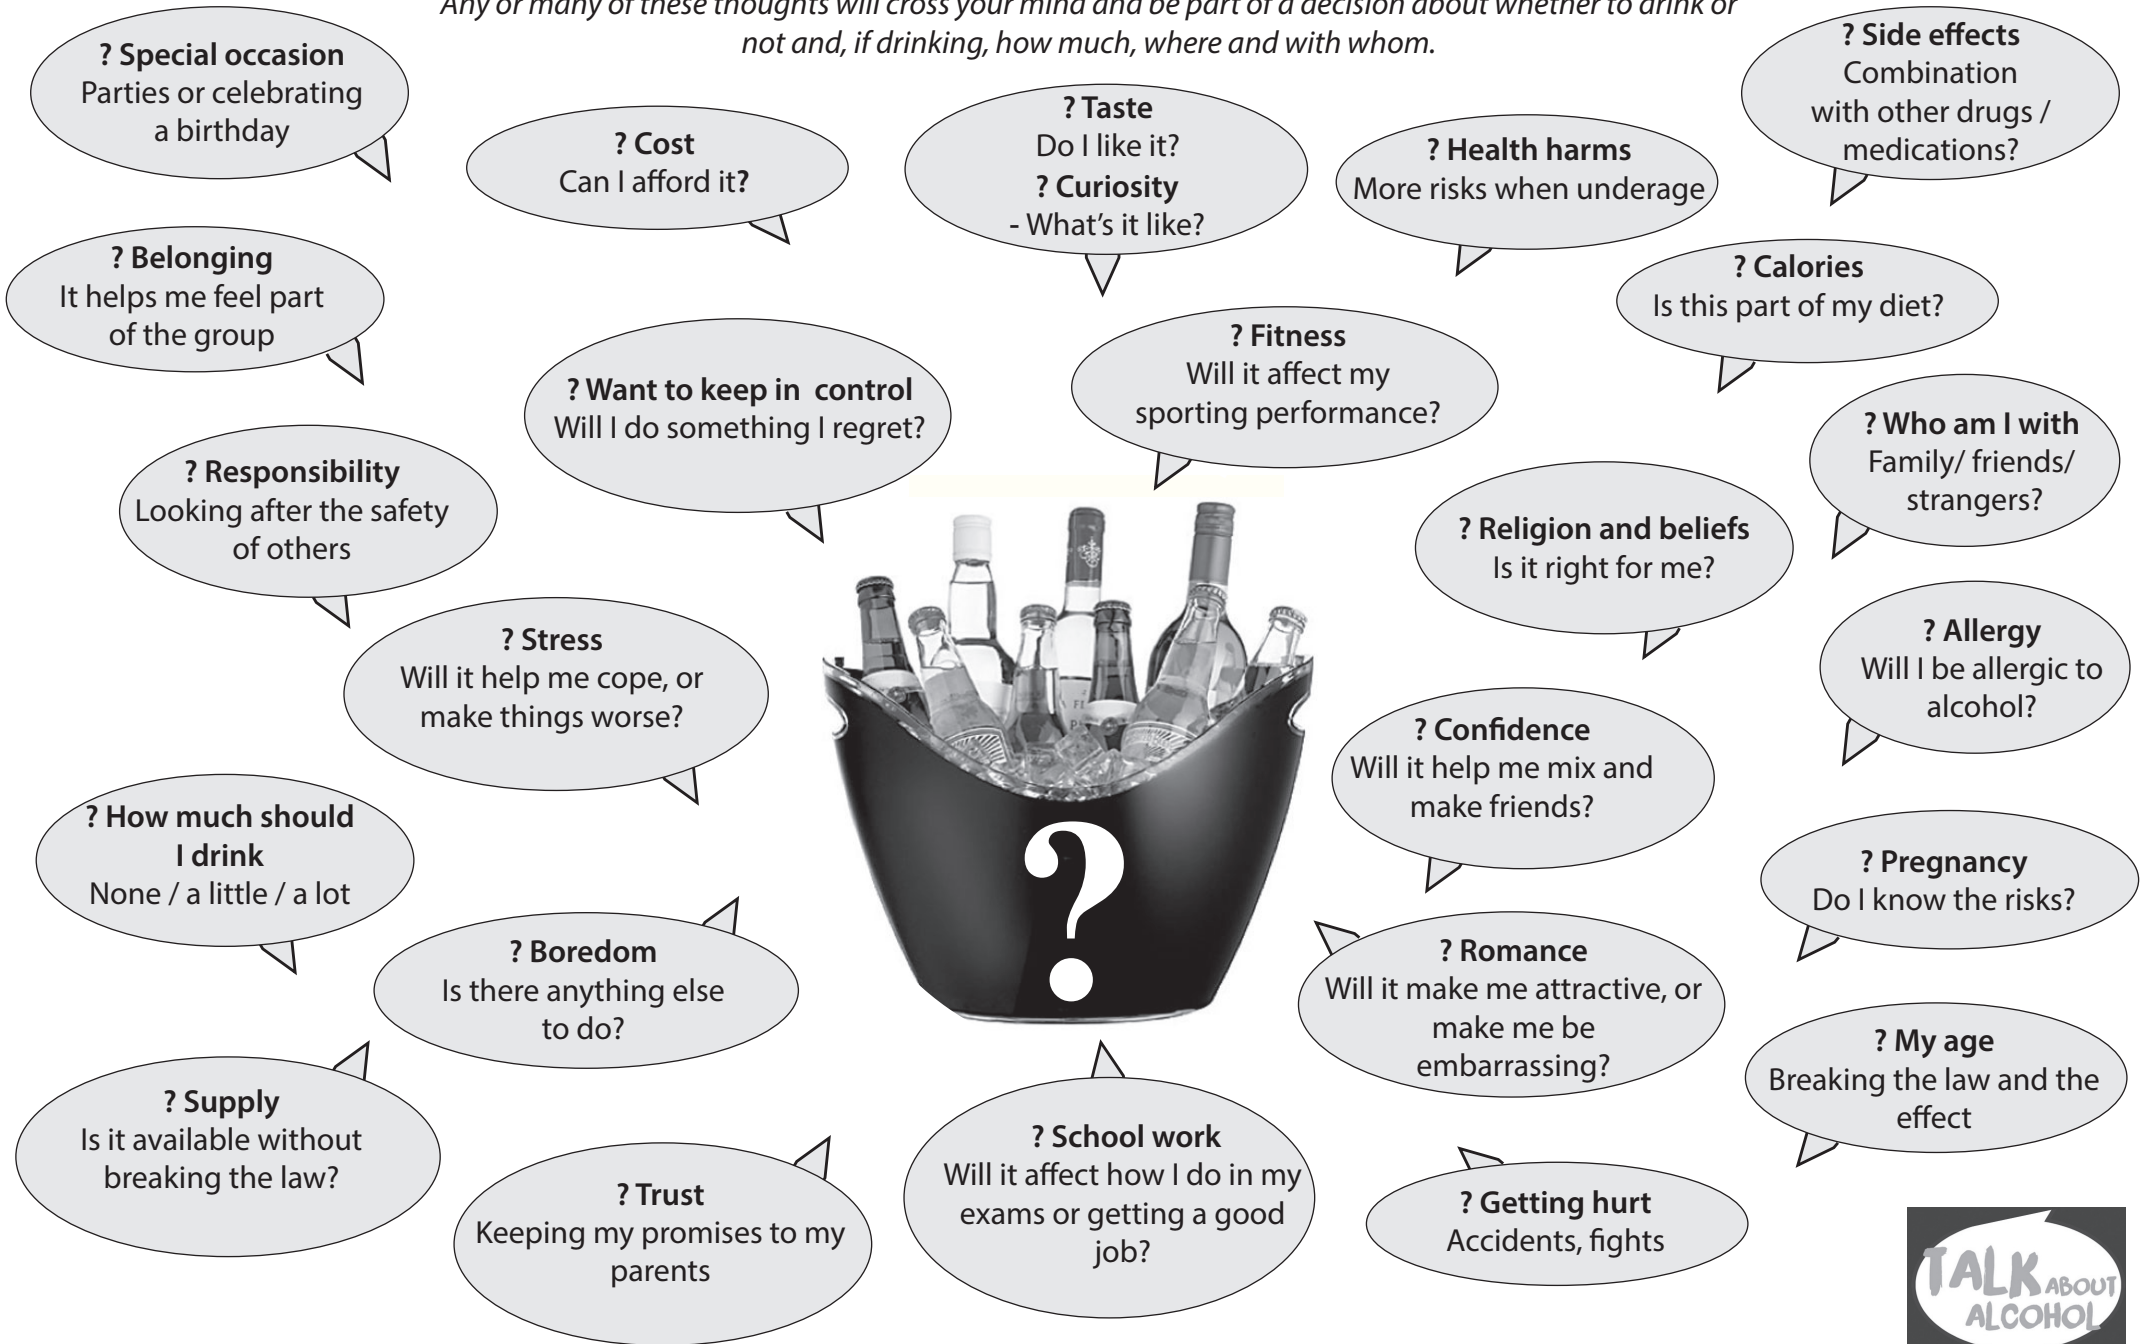 Any or many of these thoughts will cross your mind and be part of a decision about whether to drink or
not and, if drinking, how much, where and with whom.
? Special occasion
Parties or celebrating
a birthday
? Cost
Can I afford it?
? Taste
Do I like it?
? Curiosity
- What's it like?
? Health harms
More risks when underage
? Side effects
Combination
with other drugs /
medications?
? Belonging
It helps me feel part
of the group
? Want to keep in  control
Will I do something I regret?
? Fitness
Will it affect my
sporting performance?
? Calories
Is this part of my diet?
? Who am I with
Family/ friends/
strangers?
? Responsibility
Looking after the safety
of others
? Religion and beliefs
Is it right for me?
? Stress
Will it help me cope, or
make things worse?
? Allergy
Will I be allergic to
alcohol?
? Confidence
Will it help me mix and
make friends?
? How much should
I drink
None / a little / a lot
?
? Pregnancy
Do I know the risks?
? Boredom
Is there anything else
to do?
? Romance
Will it make me attractive, or
make me be
embarrassing?
? My age
Breaking the law and the
effect
? Supply
Is it available without
breaking the law?
? Trust
Keeping my promises to my
parents
? School work
Will it affect how I do in my
exams or getting a good
job?
? Getting hurt
Accidents, fights
TALK ABOUT
ALCOHOL